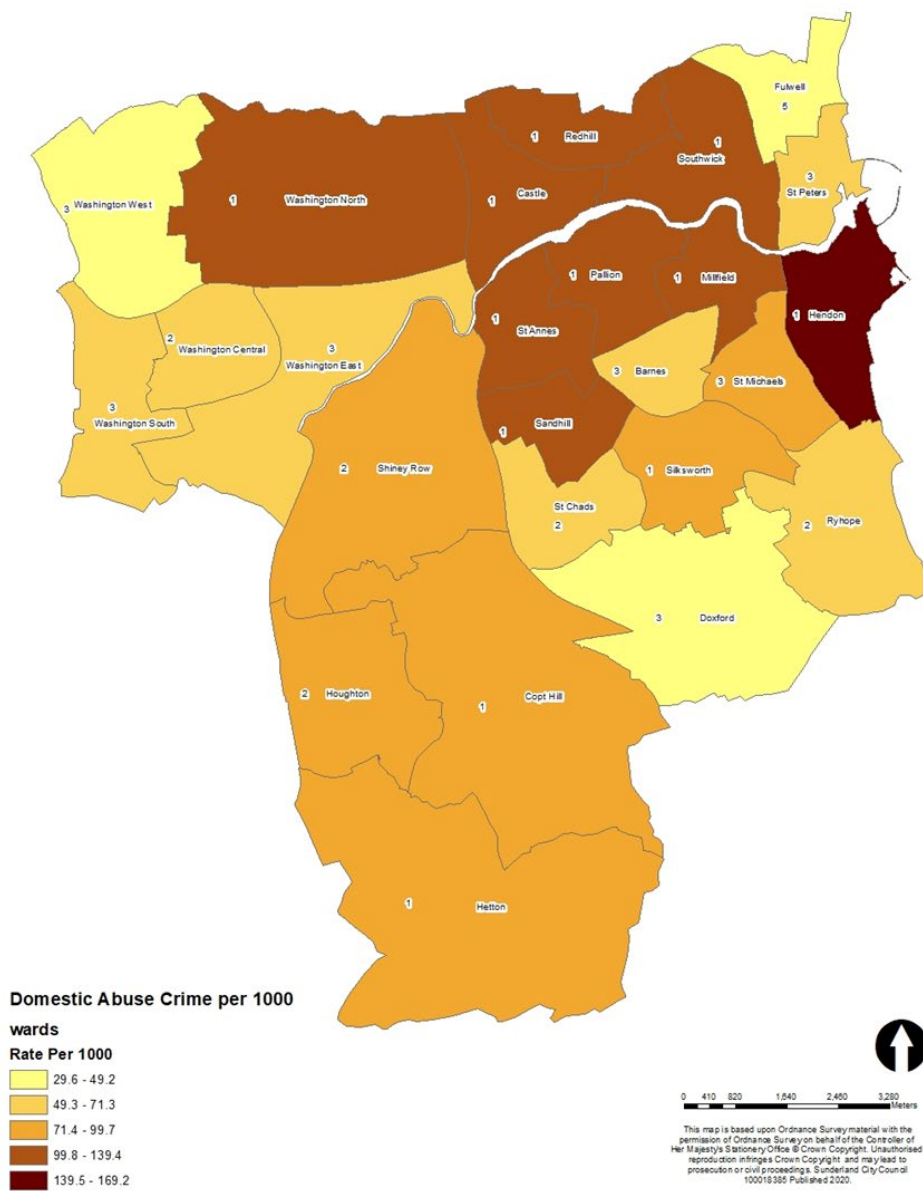 Fulwell
5
1 Redhill
1
Southwick
3
St Peters
3 Washington West
1 Washington North
1 Castle
1 Pallion
1 Millfield
1 Hendon
1
St Annes
2
Washington Central
3
Washington East
3 Barnes
3 St Michaels
3
Washington South
Sandhill
1
2 Shiney Row
1 Silksworth
St Chads
2
2 Ryhope
3 Doxford
2 Houghton
1 Copt Hill
1 Hetton
Domestic Abuse Crime per 1000
wards
Rate Per 1000
29.6 - 49.2
49.3 - 71.3
71.4 - 99.7
99.8 - 139.4
139.5 - 169.2
0 410 820 1,640 2,460 3,280
Meters
This map is based upon Ordnance Survey material with the
permission of Ordnance Survey on behalf of the Controller of
Her Majesty's Stationery Office © Crown Copyright. Unauthorised
reproduction infringes Crown Copyright and may lead to
prosecution or civil proceedings. Sunderland City Council
100018385 Published 2020.